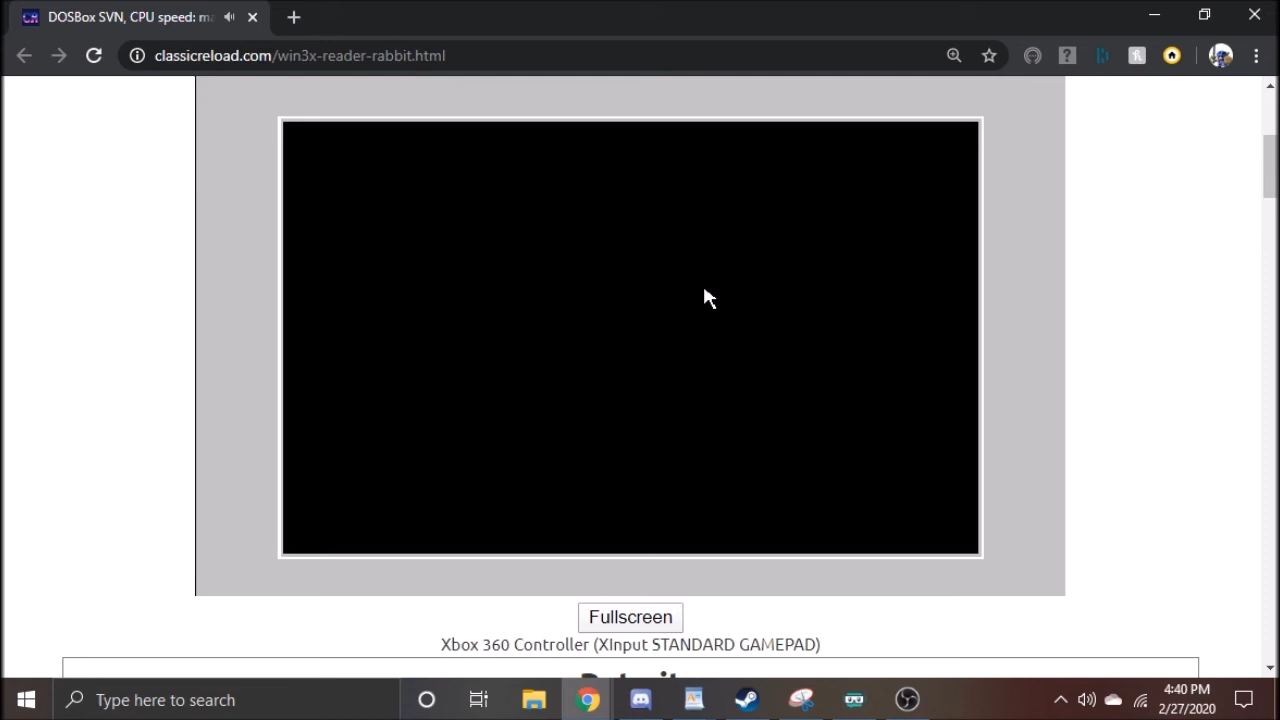 DOSBox SVN, CPU speed: ma
classicreload.com/win3x-reader-rabbit.html
Fullscreen
Xbox 360 Controller (XInput STANDARD GAMEPAD)
Type here to search
4:40 PM
2/27/2020